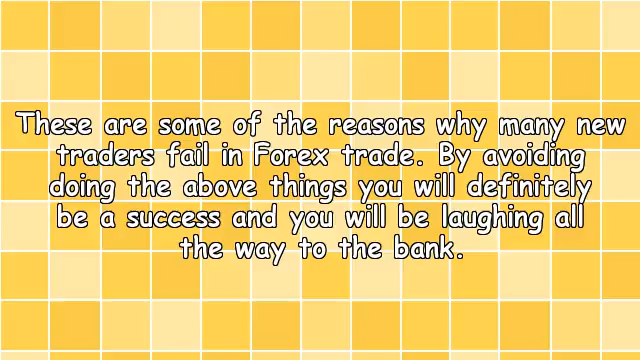 These are some of the reasons why many new
traders fail in Forex trade. By avoiding
doing the above things you will definitely
be a success and you will be laughing all
the way to the bank.